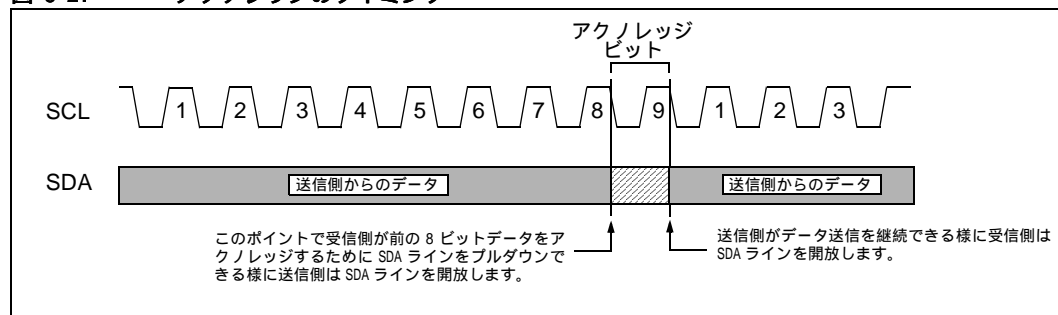 アクノレッジ
ビット
SCL
1 2 3 4 5 6 7 8 9 1 2 3
SDA
送信側からのデータ
送信側からのデータ
このポイントで受信側が前の 8 ビットデータをア
クノレッジするために SDA ラインをプルダウンで
きる様に送信側は SDA ラインを開放します。
送信側がデータ送信を継続できる様に受信側は
SDA ラインを開放します。